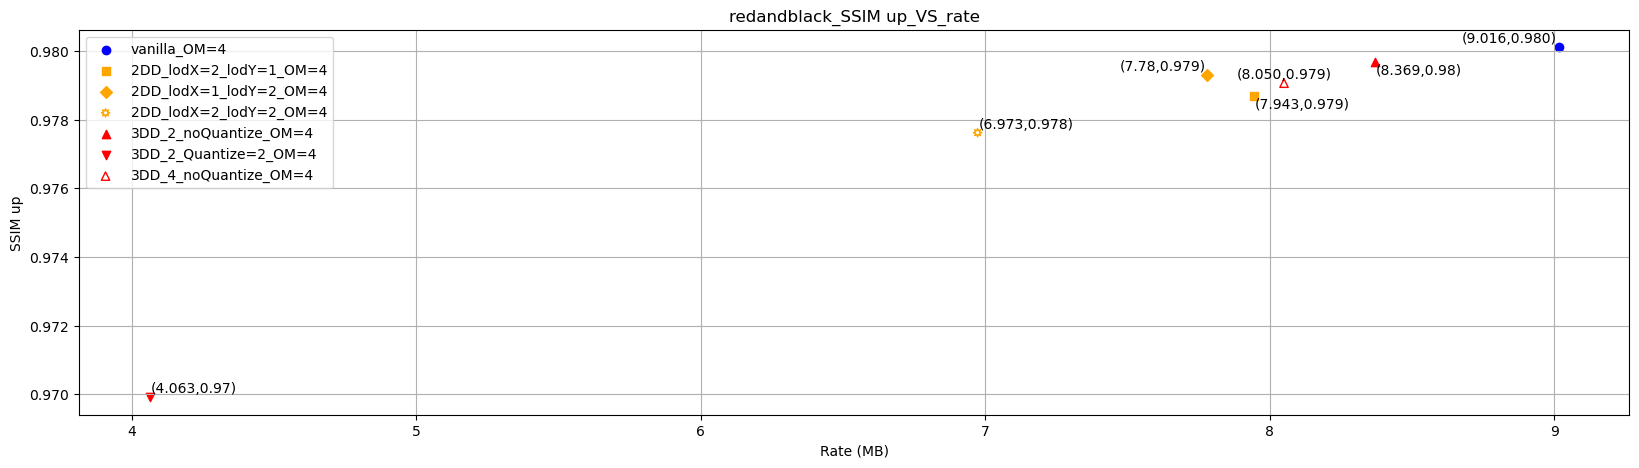 redandblack_SSIM up_VS_rate
vanilla_OM=4
2DD_lodX=2_lodY=1_OM=4
2DD_lodX=1_lodY=2_OM=4
2DD_lodX=2_lodY=2_OM=4
3DD_2_noQuantize_OM=4
3DD_2_Quantize=2_OM=4
3DD_4_noQuantize_OM=4
(9.016,0.980)
(7.78,0.979)
(8.050,0.979)
(8.369,0.98)
(7.943,0.979)
(6.973,0.978)
(4.063,0.97)
SSIM up
0.980
0.978
0.976
0.974
0.972
0.970
4 5 6 7 8 9
Rate (MB)